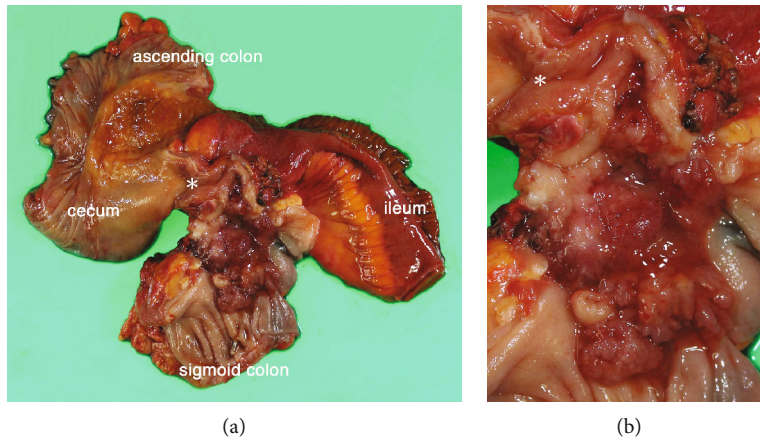 ascending colon
*
*
cecum
ileum
sigmoid colon
(a)
(b)